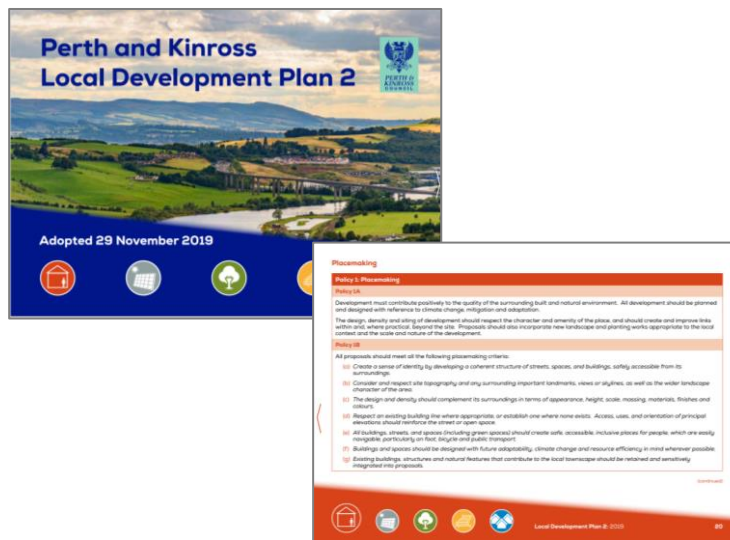 Perth and Kinross
Local Development Plan 2
PERTH &
KINROSS
COUNCIL
Adopted 29 November 2019
Placemaking
Policy 1: Placemaking
Policy 1A
Development must contribute positively to the quality of the surrounding built and natural environment. All development should be planned
and designed with reference to climate change, mitigation and adaptation.
The design, density and siting of development should respect the character and amenity of the place, and should create and improve links
within and, where practical, beyond the site. Proposals should also incorporate new landscape and planting works appropriate to the local
context and the scale and nature of the development.
Policy 1B
All proposals should meet all the following placemaking criteria:
(a) Create a sense of identity by developing a coherent structure of streets, spaces, and buildings, safely accessible from its
surroundings.
(b) Consider and respect site topography and any surrounding important landmarks, views or skylines, as well as the wider landscape
character of the area.
(c) The design and density should complement its surroundings in terms of appearance, height, scale, massing, materials, finishes and
colours.
(d) Respect an existing building line where appropriate, or establish one where none exists. Access, uses, and orientation of principal
elevations should reinforce the street or open space.
(e) All buildings, streets, and spaces (including green spaces) should create safe, accessible, inclusive places for people, which are easily
navigable, particularly on foot, bicycle and public transport.
(f) Buildings and spaces should be designed with future adaptability, climate change and resource efficiency in mind wherever possible.
(g) Existing buildings, structures and natural features that contribute to the local townscape should be retained and sensitively
integrated into proposals.
(continued)
Local Development Plan 2: 2019 20